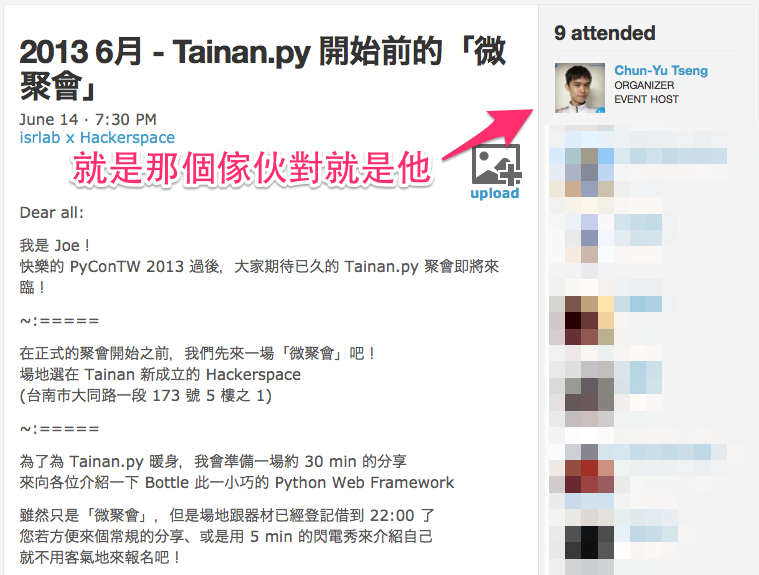 2013 6月 - Tainan.py 開始前的「微
聚會」
June 14 · 7:30 PM
isrlab x Hackerspace
就是那個傢伙對就是他
upload
Dear all:
我是 Joe！
快樂的 PyConTW 2013 過後，大家期待已久的 Tainan.py 聚會即將來
臨！
~:=====
在正式的聚會開始之前，我們先來一場「微聚會」吧！
場地選在 Tainan 新成立的 Hackerspace
(台南市大同路一段 173 號 5 樓之 1)
~:=====
為了為 Tainan.py 暖身，我會準備一場約 30 min 的分享
來向各位介紹一下 Bottle 此一小巧的 Python Web Framework
雖然只是「微聚會」，但是場地跟器材已經登記借到 22:00 了
您若方便來個常規的分享、或是用 5 min 的閃電秀來介紹自己
就不用客氣地來報名吧！
9 attended
Chun-Yu Tseng
ORGANIZER
EVENT HOST